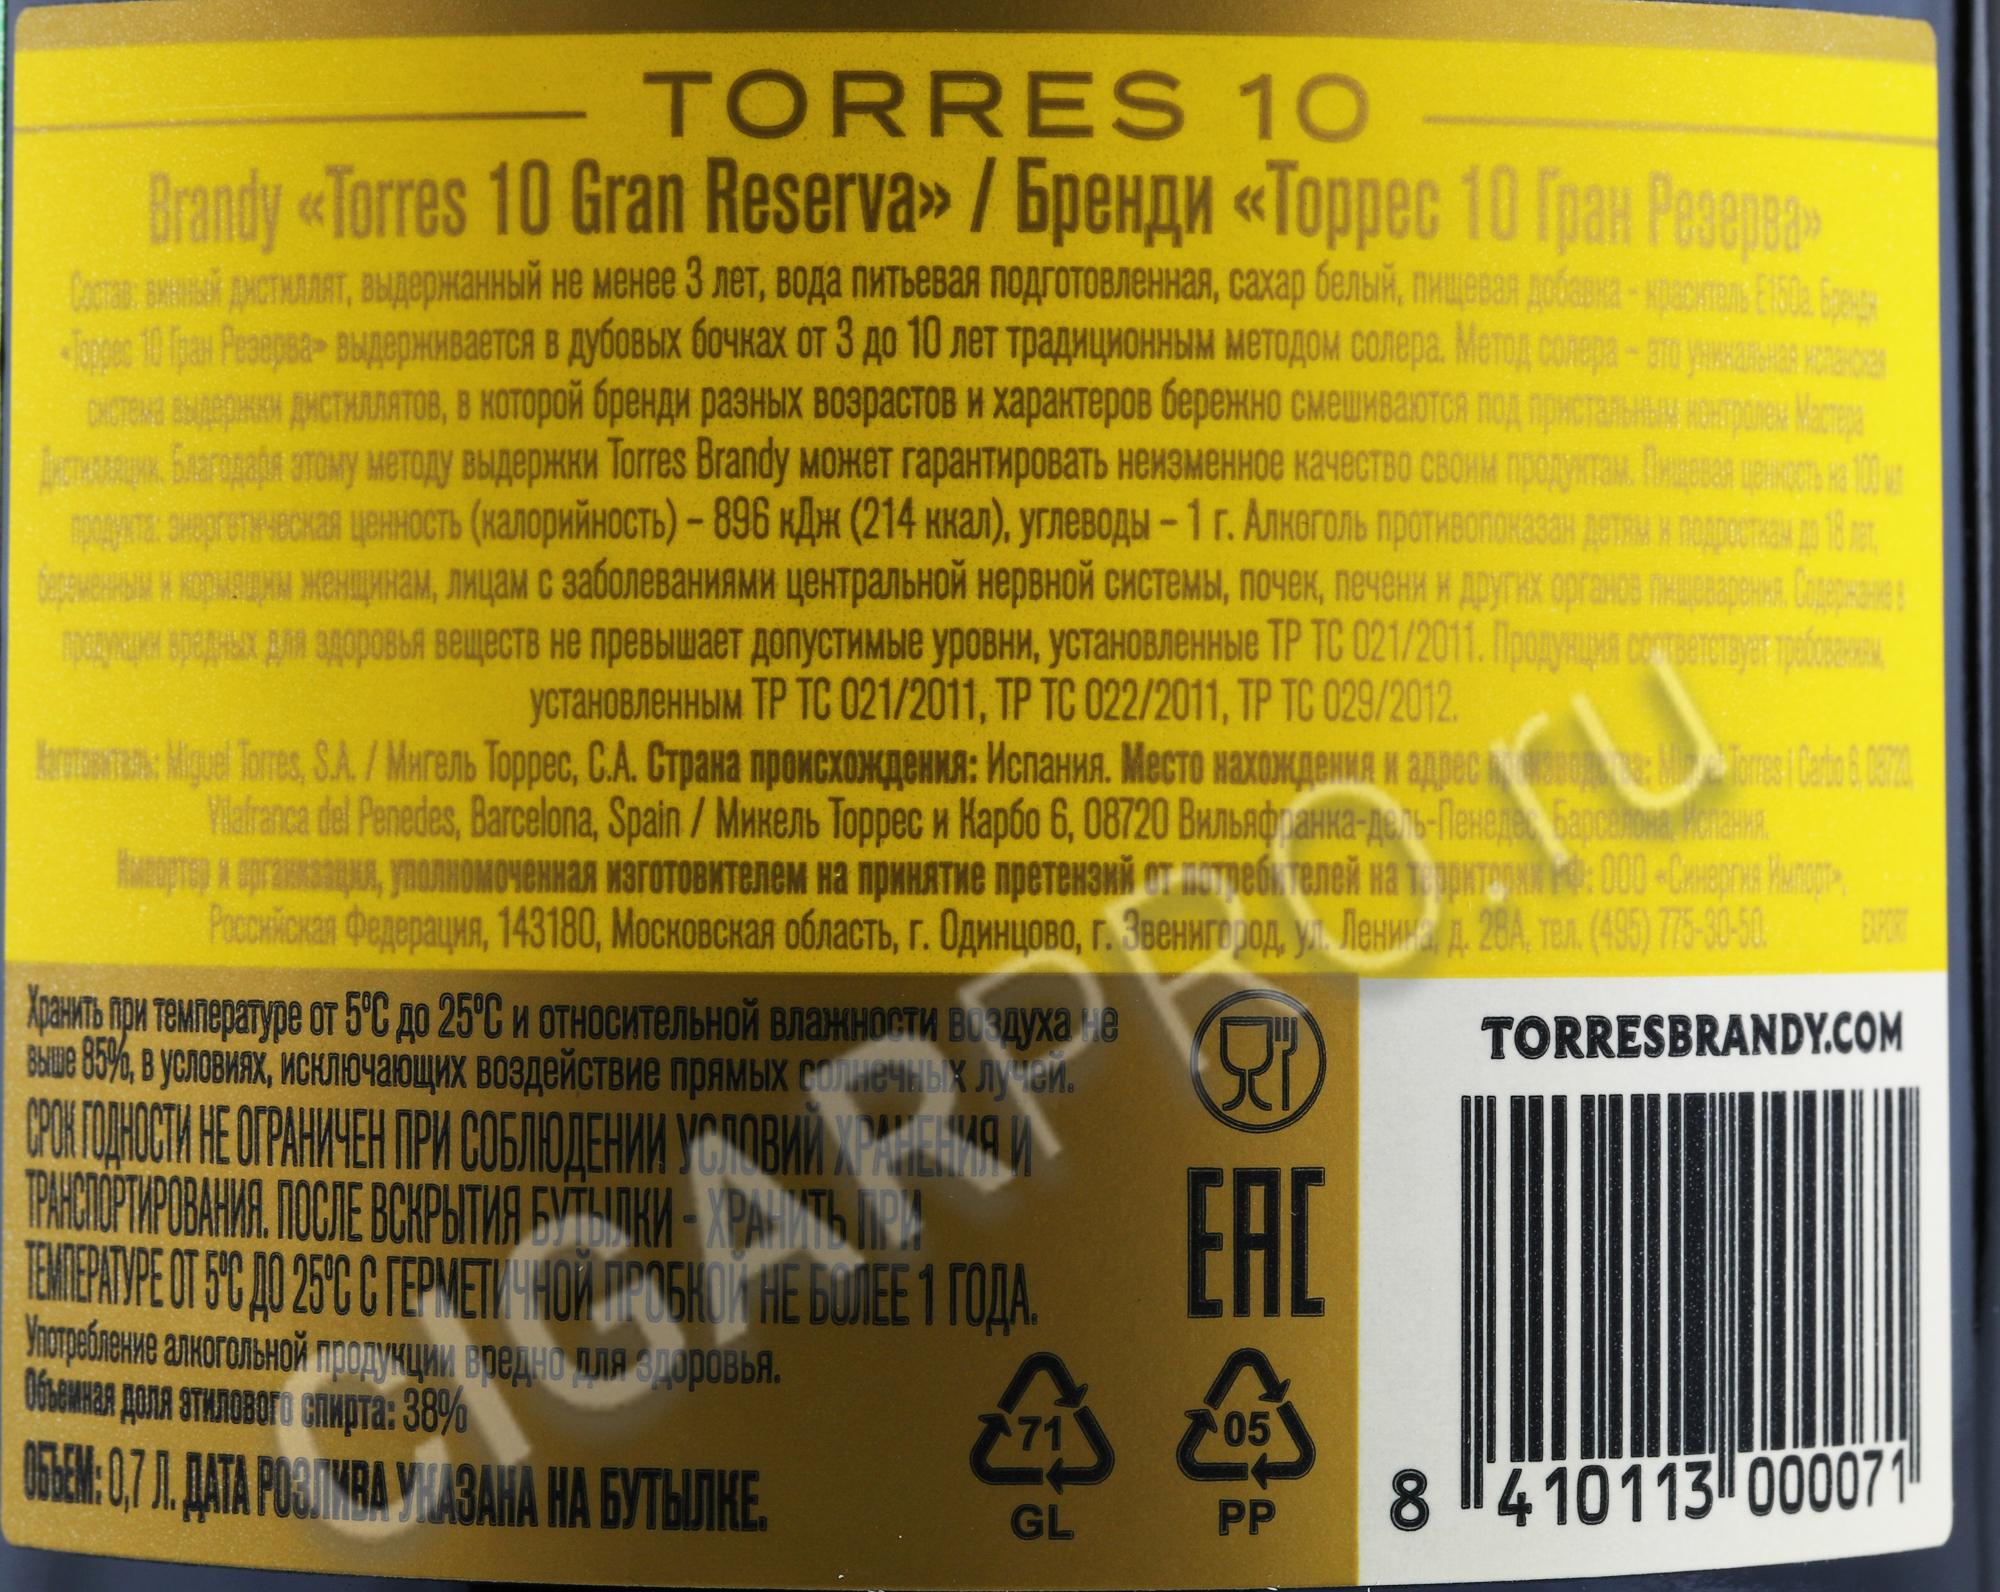 TORRES 10
Brandy «Torres 10 Gran Reserva» / Бренди «Торрес 10 Гран Резерва»
Состав: винный дистиллят, выдержанный не менее 3 лет, вода питьевая подготовленная, сахар белый, пищевая добавка - краситель E150a. Бренди
«Торрес 10 Гран Резерва» выдерживается в дубовых бочках от 3 до 10 лет традиционным методом солера. Метод солера – это уникальная испанская
система выдержки дистиллятов, в которой бренди разных возрастов и характеров бережно смешиваются под пристальным контролем Мастера
Дистилляции. Благодаря этому методу выдержки Torres Brandy может гарантировать неизменное качество своим продуктам. Пищевая ценность на 100 мл
продукта: энергетическая ценность (калорийность) – 896 кДж (214 ккал), углеводы – 1 г. Алкоголь противопоказан детям и подросткам до 18 лет,
беременным и кормящим женщинам, лицам с заболеваниями центральной нервной системы, почек, печени и других органов пищеварения. Содержание в
продукции вредных для здоровья веществ не превышает допустимые уровни, установленные ТР ТС 021/2011. Продукция соответствует требованиям,
установленным ТР ТС 021/2011, ТР ТС 022/2011, ТР ТС 029/2012.
Изготовитель: Miguel Torres, S.A. / Мигель Торрес, С.А. Страна происхождения: Испания. Место нахождения и адрес производства: Miguel Torres i Carbo 6, 08720,
Vilafranca del Penedes, Barcelona, Spain / Микель Торрес и Карбо 6, 08720 Вильяфранка-дель-Пенедес, Барселона, Испания.
Импортер и организация, уполномоченная изготовителем на принятие претензий от потребителей на территории РФ: ООО «Синергия Импорт»,
Российская Федерация, 143180, Московская область, г. Одинцово, г. Звенигород, ул. Ленина, д. 28А, тел. (495) 775-30-50.
EXPORT
Хранить при температуре от 5°C до 25°C и относительной влажности воздуха не
выше 85%, в условиях, исключающих воздействие прямых солнечных лучей.
СРОК ГОДНОСТИ НЕ ОГРАНИЧЕН ПРИ СОБЛЮДЕНИИ УСЛОВИЙ ХРАНЕНИЯ И
ТРАНСПОРТИРОВАНИЯ. ПОСЛЕ ВСКРЫТИЯ БУТЫЛКИ - ХРАНИТЬ ПРИ
ТЕМПЕРАТУРЕ ОТ 5°C ДО 25°C С ГЕРМЕТИЧНОЙ ПРОБКОЙ НЕ БОЛЕЕ 1 ГОДА.
Употребление алкогольной продукции вредно для здоровья.
Объемная доля этилового спирта: 38%
ОБЪЕМ: 0,7 Л. ДАТА РОЗЛИВА УКАЗАНА НА БУТЫЛКЕ.
EAC
71
GL
05
PP
TORRESBRANDY.COM
8 410113 000071
CIGARPRO.ru